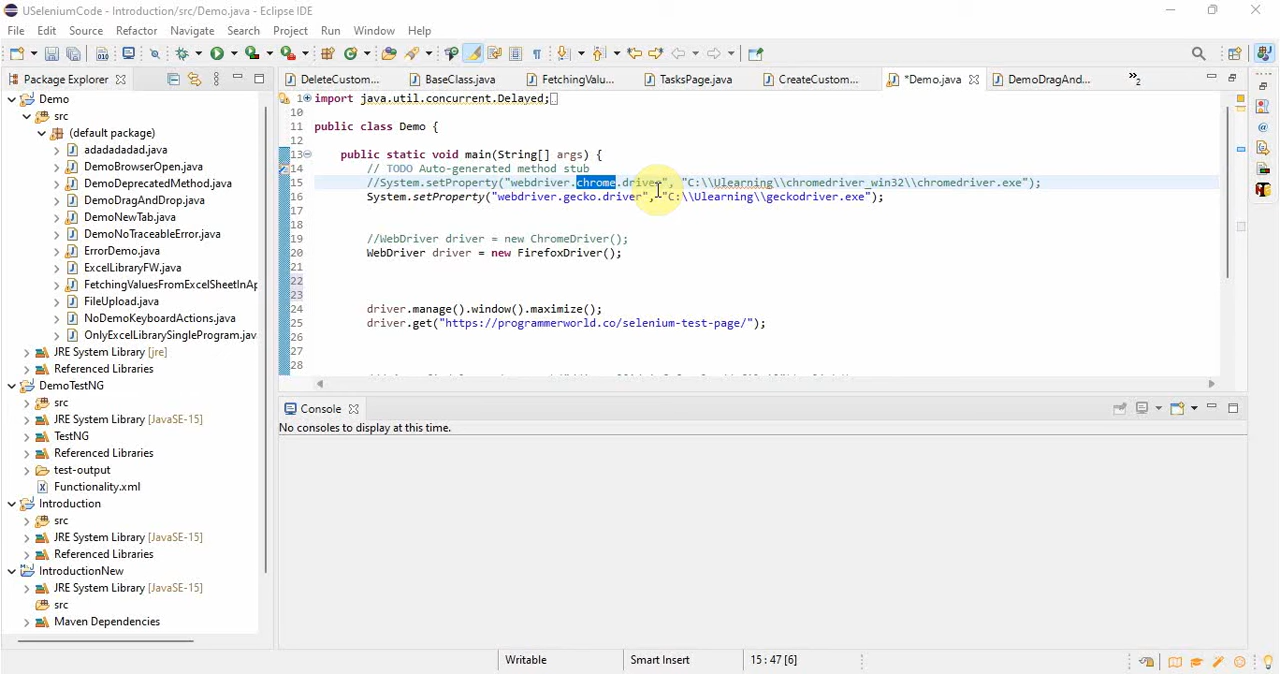 USeleniumCode - Introduction/src/Demo.java - Eclipse IDE
File Edit Source Refactor Navigate Search Project Run Window Help
Package Explorer
DeleteCustom... BaseClass.java FetchingValu... TasksPage.java CreateCustom... *Demo.java DemoDragAnd...
Demo
src
(default package)
adadadadad.java
DemoBrowserOpen.java
DemoDeprecatedMethod.java
DemoDragAndDrop.java
DemoNewTab.java
DemoNoTraceableError.java
ErrorDemo.java
ExcelLibraryFW.java
FetchingValuesFromExcelSheetInAp
FileUpload.java
NoDemoKeyboardActions.java
OnlyExcelLibrarySingleProgram.java
JRE System Library [jre]
Referenced Libraries
DemoTestNG
src
JRE System Library [JavaSE-15]
TestNG
Referenced Libraries
test-output
Functionality.xml
Introduction
src
JRE System Library [JavaSE-15]
Referenced Libraries
IntroductionNew
JRE System Library [JavaSE-15]
src
Maven Dependencies
1 import java.util.concurrent.Delayed;
10
11 public class Demo {
12
13 public static void main(String[] args) {
14 // TODO Auto-generated method stub
15 //System.setProperty("webdriver.chrome.driver", "C:\\Ulearning\\chromedriver_win32\\chromedriver.exe");
16 System.setProperty("webdriver.gecko.driver", "C:\\Ulearning\\geckodriver.exe");
17
18
19 //WebDriver driver = new ChromeDriver();
20 WebDriver driver = new FirefoxDriver();
21
22
23
24 driver.manage().window().maximize();
25 driver.get("https://programmerworld.co/selenium-test-page/");
26
27
28
Console
No consoles to display at this time.
Writable Smart Insert 15 : 47 [6]